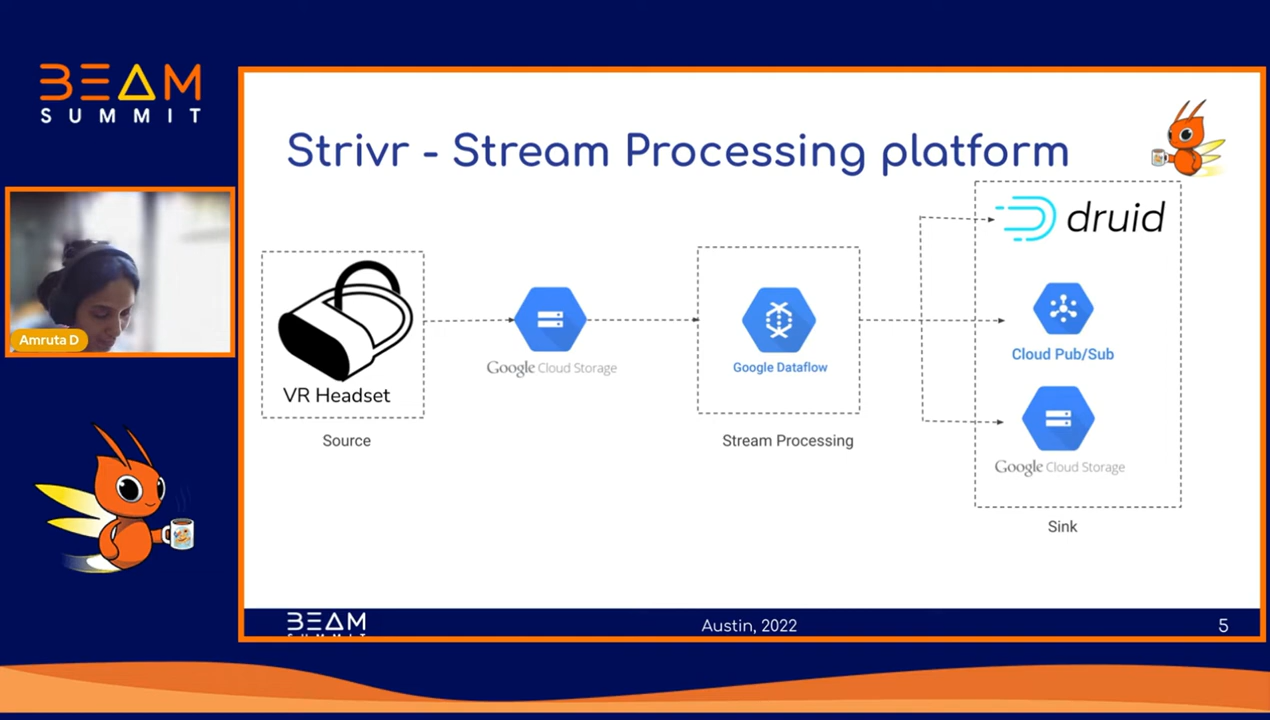 BEAM
SUMMIT
Amruta D
Strivr - Stream Processing platform
VR Headset
Source
Google Cloud Storage
Google Dataflow
Stream Processing
druid
Cloud Pub/Sub
Google Cloud Storage
Sink
BEAM
SUMMIT
Austin, 2022
5